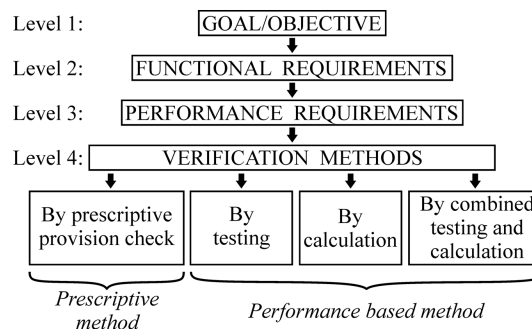 Level 1: GOAL/OBJECTIVE
Level 2: FUNCTIONAL REQUIREMENTS
Level 3: PERFORMANCE REQUIREMENTS
Level 4: VERIFICATION METHODS
By prescriptive
provision check
By
testing
By
calculation
By combined
testing and
calculation
Prescriptive
method
Performance based method